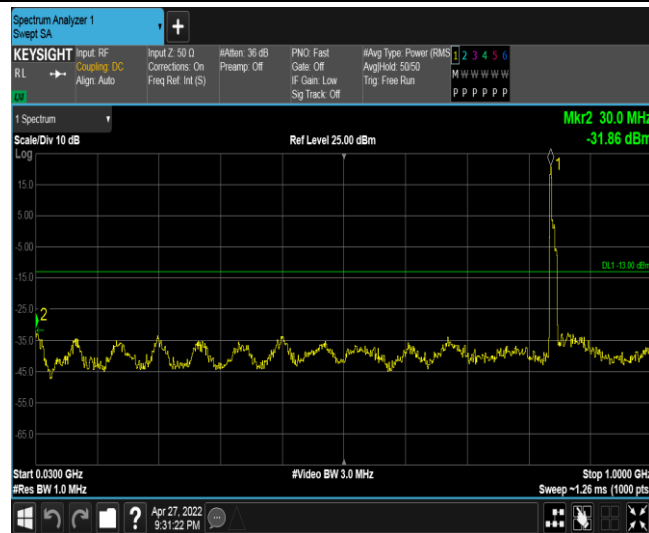 Spectrum Analyzer 1
Swept SA
+
KEYSIGHT Input: RF Input Z: 50 Ω #Atten: 36 dB PNO: Fast #Avg Type: Power (RMS 1 2 3 4 5 6
RL Coupling: DC Corrections: On Preamp: Off Gate: Off Avg|Hold: 50/50 M W W W W W
Align: Auto Freq Ref: Int (S) IF Gain: Low Trig: Free Run
Sig Track: Off P P P P P P
1 Spectrum
Mkr2 30.0 MHz
Scale/Div 10 dB Ref Level 25.00 dBm -31.86 dBm
Log
1
15.0
5.00
-5.00
DL1 -13.00 dBm
-15.0
-25.0
2
-35.0
-45.0
-55.0
-65.0
Start 0.0300 GHz #Video BW 3.0 MHz Stop 1.0000 GHz
#Res BW 1.0 MHz Sweep ~1.26 ms (1000 pts
? Apr 27, 2022
9:31:22 PM